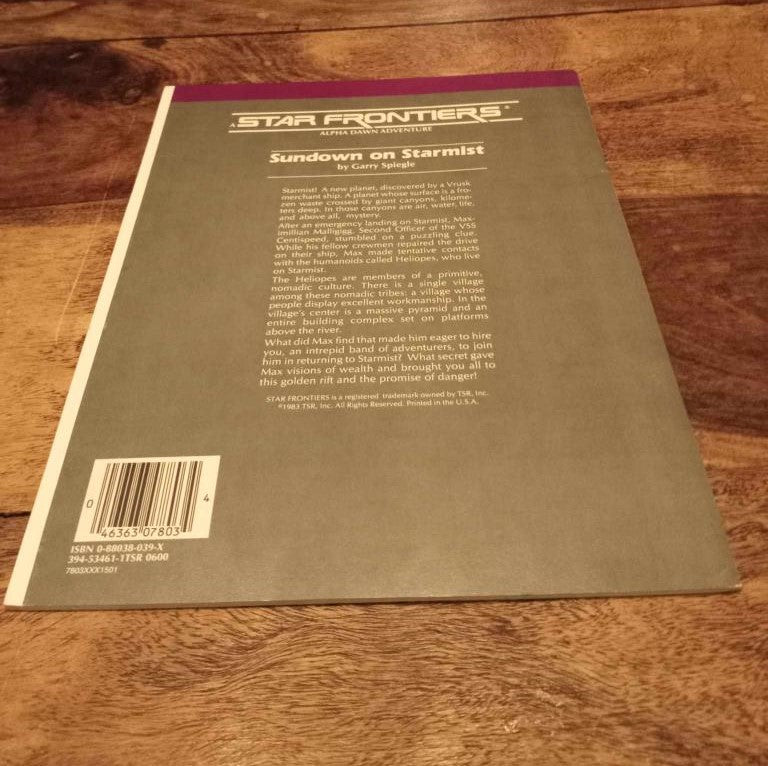 A STAR FRONTIERS®
ALPHA DAWN ADVENTURE
Sundown on Starmist
by Garry Spiegle
Starmist! A new planet, discovered by a Vrusk
merchant ship. A planet whose surface is a fro-
zen waste crossed by giant canyons, kilome-
ters deep. In those canyons are air, water, life,
and above all, mystery
After an emergency landing on Starmist, Max-
imillian Malligigg, Second Officer of the VSS
Centispeed, stumbled on a puzzling clue.
While his fellow crewmen repaired the drive
on their ship, Max made tentative contacts
with the humanoids called Heliopes, who live
on Starmist.
The Heliopes are members of a primitive,
nomadic culture. There is a single village
among these nomadic tribes: a village whose
people display excellent workmanship. In the
village's center is a massive pyramid and an
entire building complex set on platforms
above the river.
What did Max find that made him eager to hire
you, an intrepid band of adventurers, to join
him in returning to Starmist? What secret gave
Max visions of wealth and brought you all to
this golden rift and the promise of danger!
STAR FRONTIERS is a registered trademark owned by TSR, Inc.
©1983 TSR, Inc. All Rights Reserved. Printed in the U.S.A.
0 46363 07803 4
ISBN 0-88038-039-X
394-53461-1TSR 0600
7803XXX1501